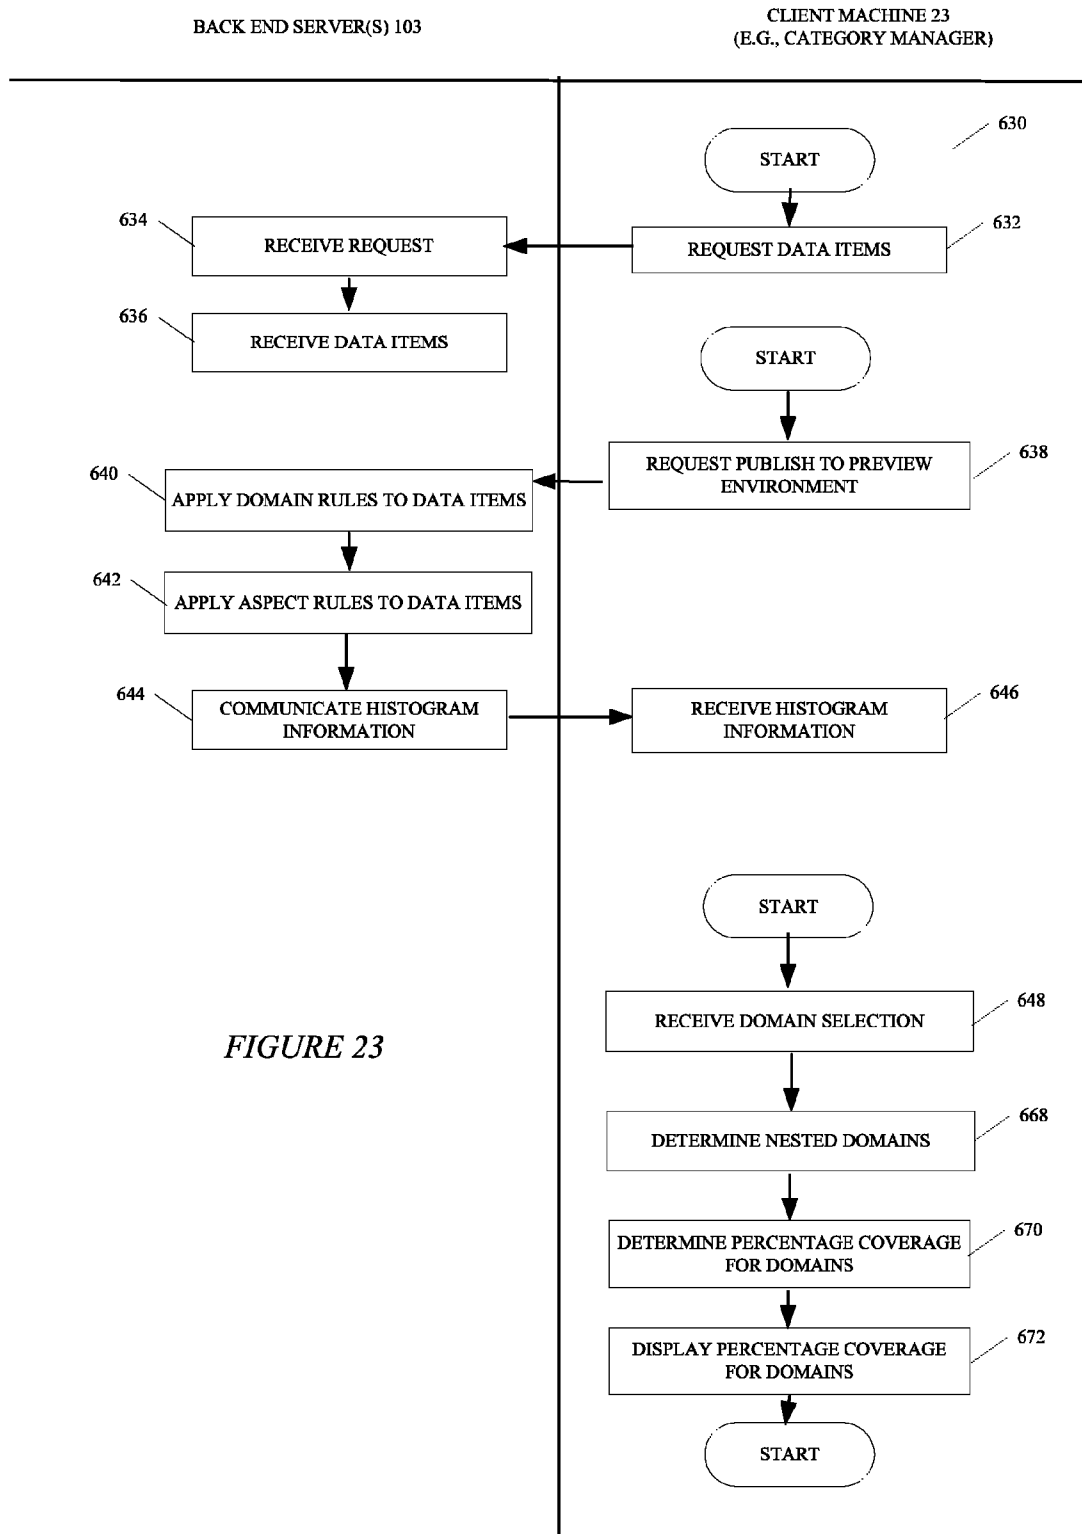 BACK END SERVER(S) 103
CLIENT MACHINE 23
(E.G., CATEGORY MANAGER)
630
START
634
RECEIVE REQUEST
632
REQUEST DATA ITEMS
636
RECEIVE DATA ITEMS
START
638
REQUEST PUBLISH TO PREVIEW
ENVIRONMENT
640
APPLY DOMAIN RULES TO DATA ITEMS
642
APPLY ASPECT RULES TO DATA ITEMS
644
COMMUNICATE HISTOGRAM
INFORMATION
646
RECEIVE HISTOGRAM
INFORMATION
START
648
RECEIVE DOMAIN SELECTION
FIGURE 23
668
DETERMINE NESTED DOMAINS
670
DETERMINE PERCENTAGE COVERAGE
FOR DOMAINS
672
DISPLAY PERCENTAGE COVERAGE
FOR DOMAINS
START